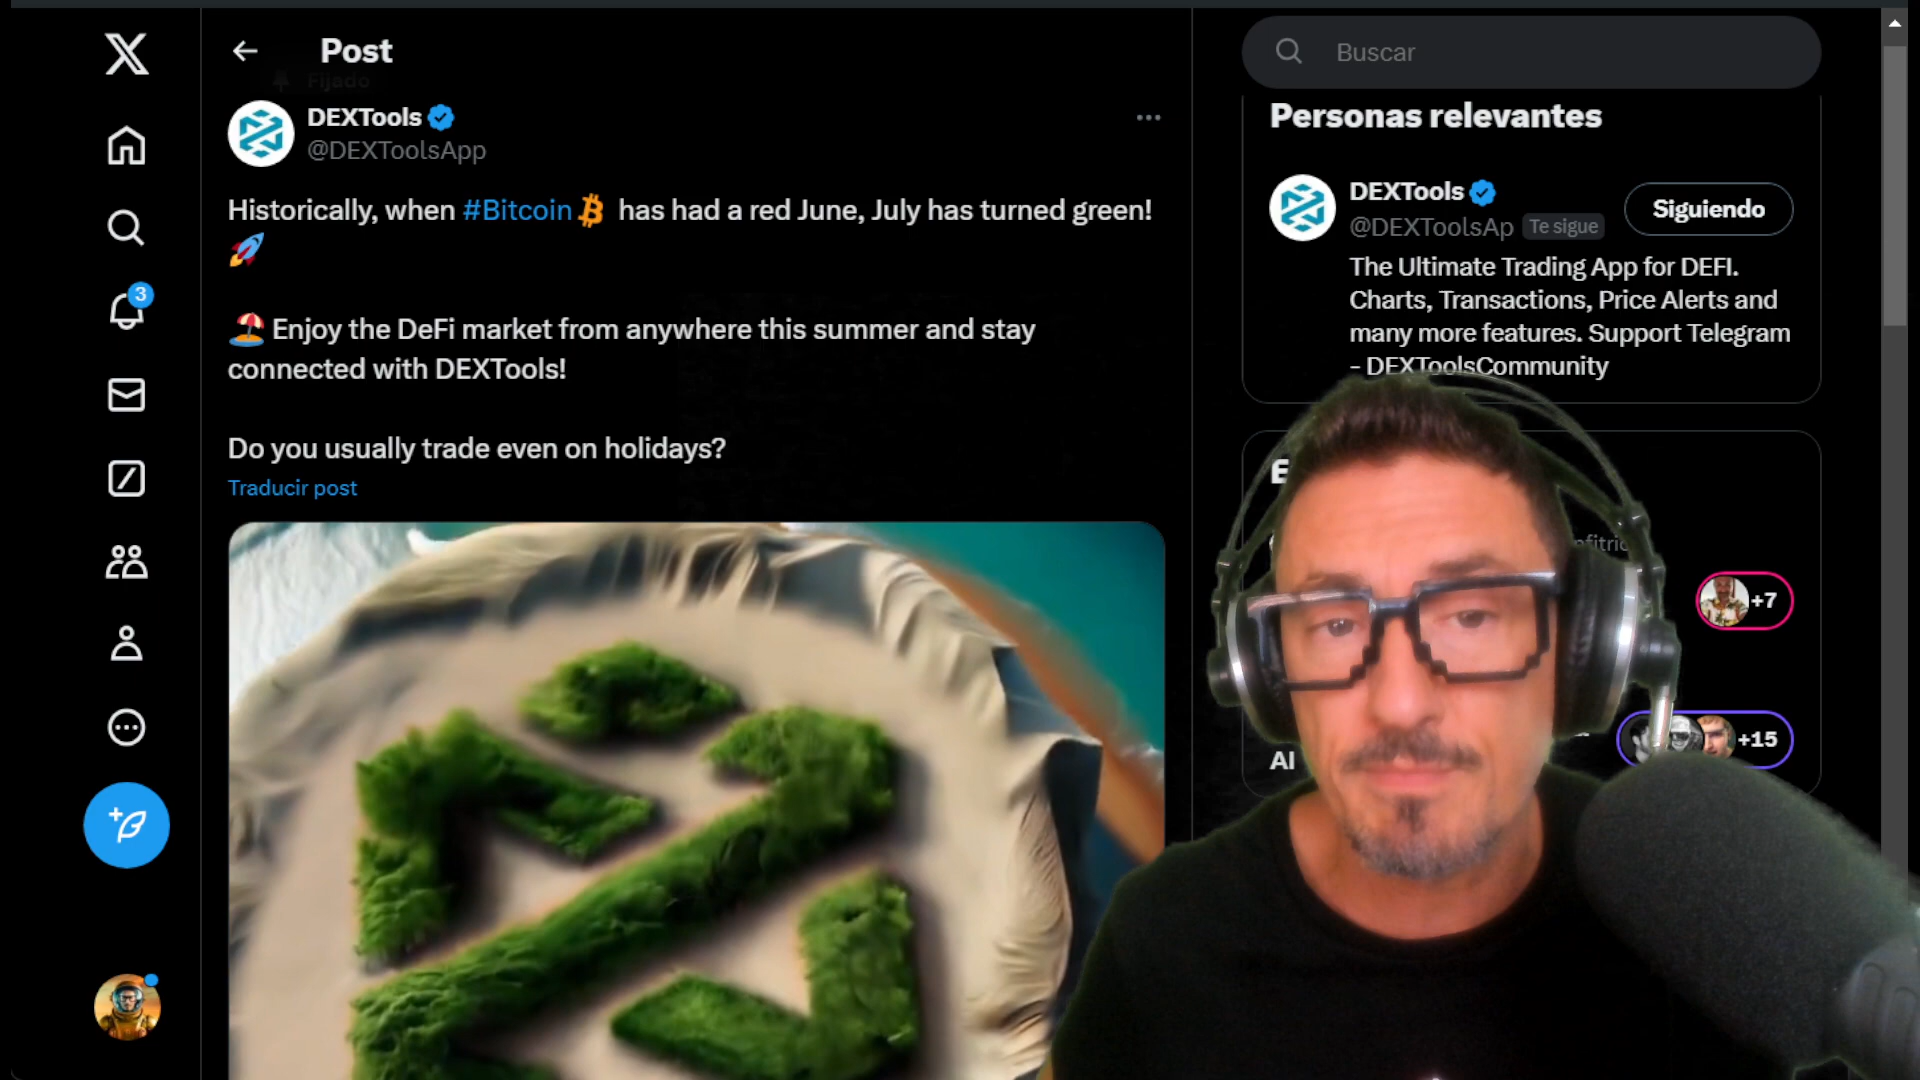 Post
Fijado
DEXTools
@DEXToolsApp
Historically, when #Bitcoin has had a red June, July has turned green!
Enjoy the DeFi market from anywhere this summer and stay
connected with DEXTools!
Do you usually trade even on holidays?
Traducir post
3
Buscar
Personas relevantes
DEXTools
@DEXToolsAp Te sigue
Siguiendo
The Ultimate Trading App for DEFI.
Charts, Transactions, Price Alerts and
many more features. Support Telegram
- DEXToolsCommunity
+7
+15
AI